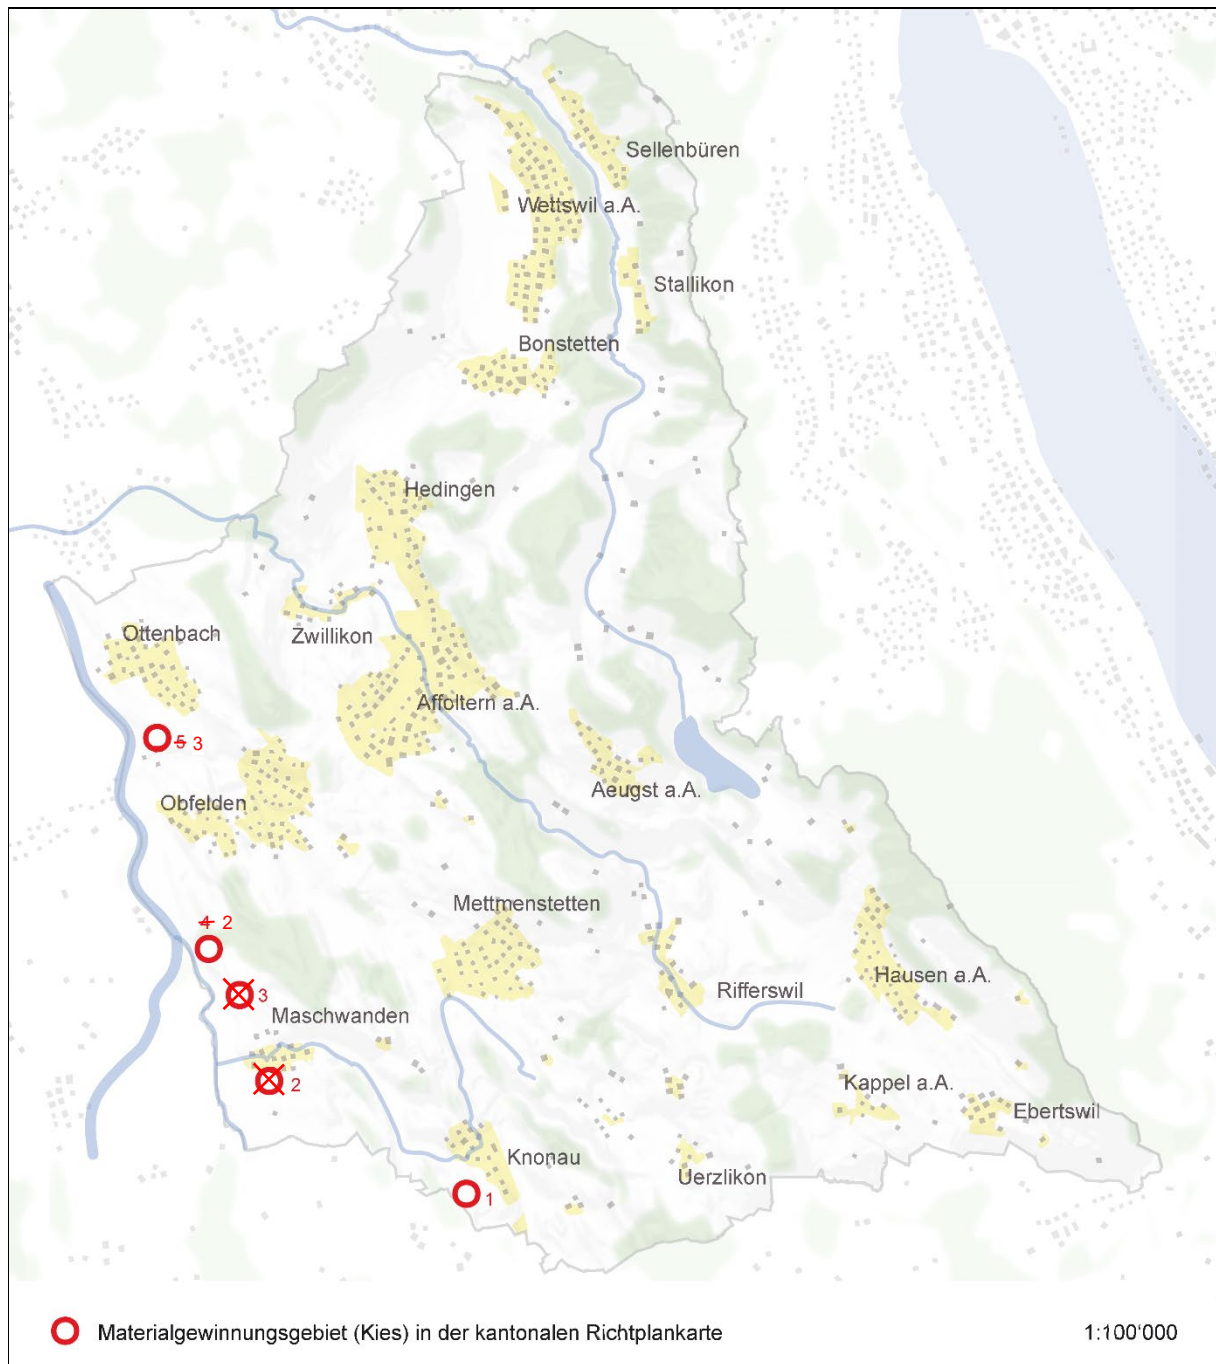 Sellenbüren
Wettswil a.A.
Stallikon
Bonstetten
Hedingen
Ottenbach
Zwillikon
Affoltern a.A.
5 3
Aeugst a.A.
Obfelden
Mettmenstetten
4 2
Hausen a.A.
Rifferswil
3
Maschwanden
2
Kappel a.A.
Ebertswil
Knonau
Uerzlikon
1
Materialgewinnungsgebiet (Kies) in der kantonalen Richtplankarte
1:100'000